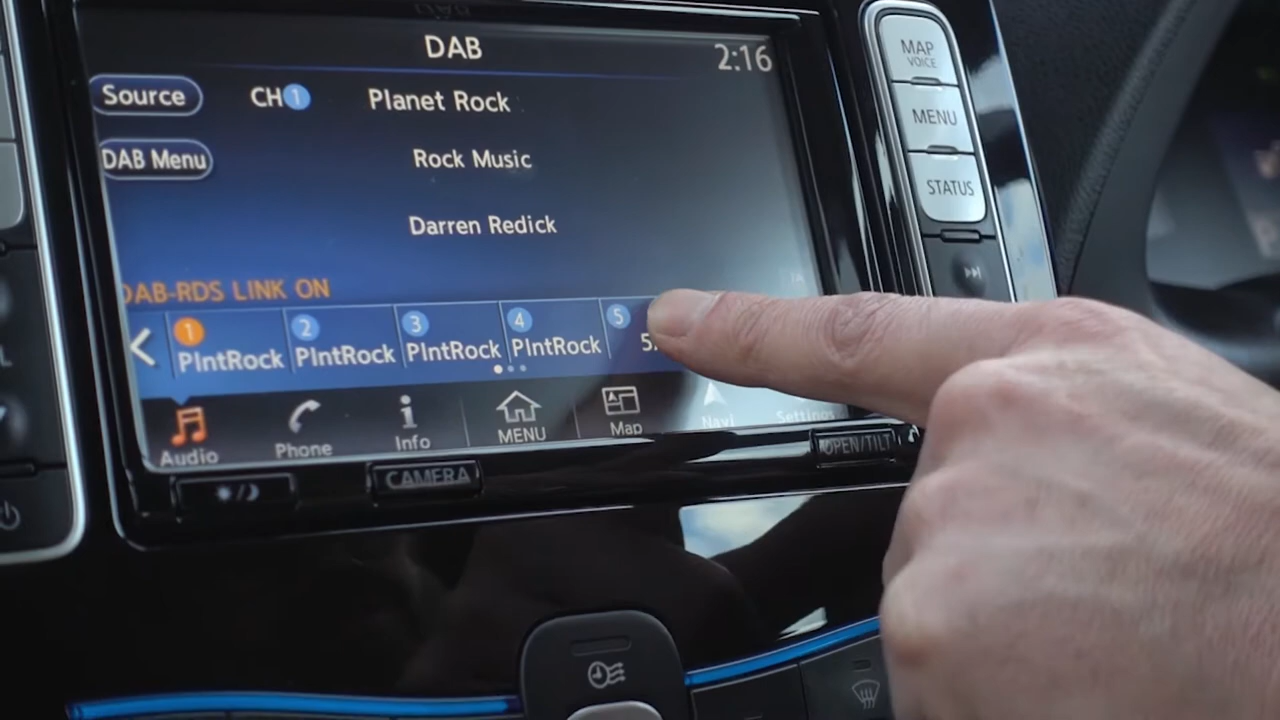 DAB
2:16
Source
CH 1
Planet Rock
DAB Menu
Rock Music
Darren Redick
DAB-RDS LINK ON
1 PlntRock
2 PlntRock
3 PlntRock
4 PlntRock
5
Audio
Phone
Info
MENU
Map
Navi
Settings
CAMERA
OPEN/TILT
MAP
VOICE
MENU
STATUS